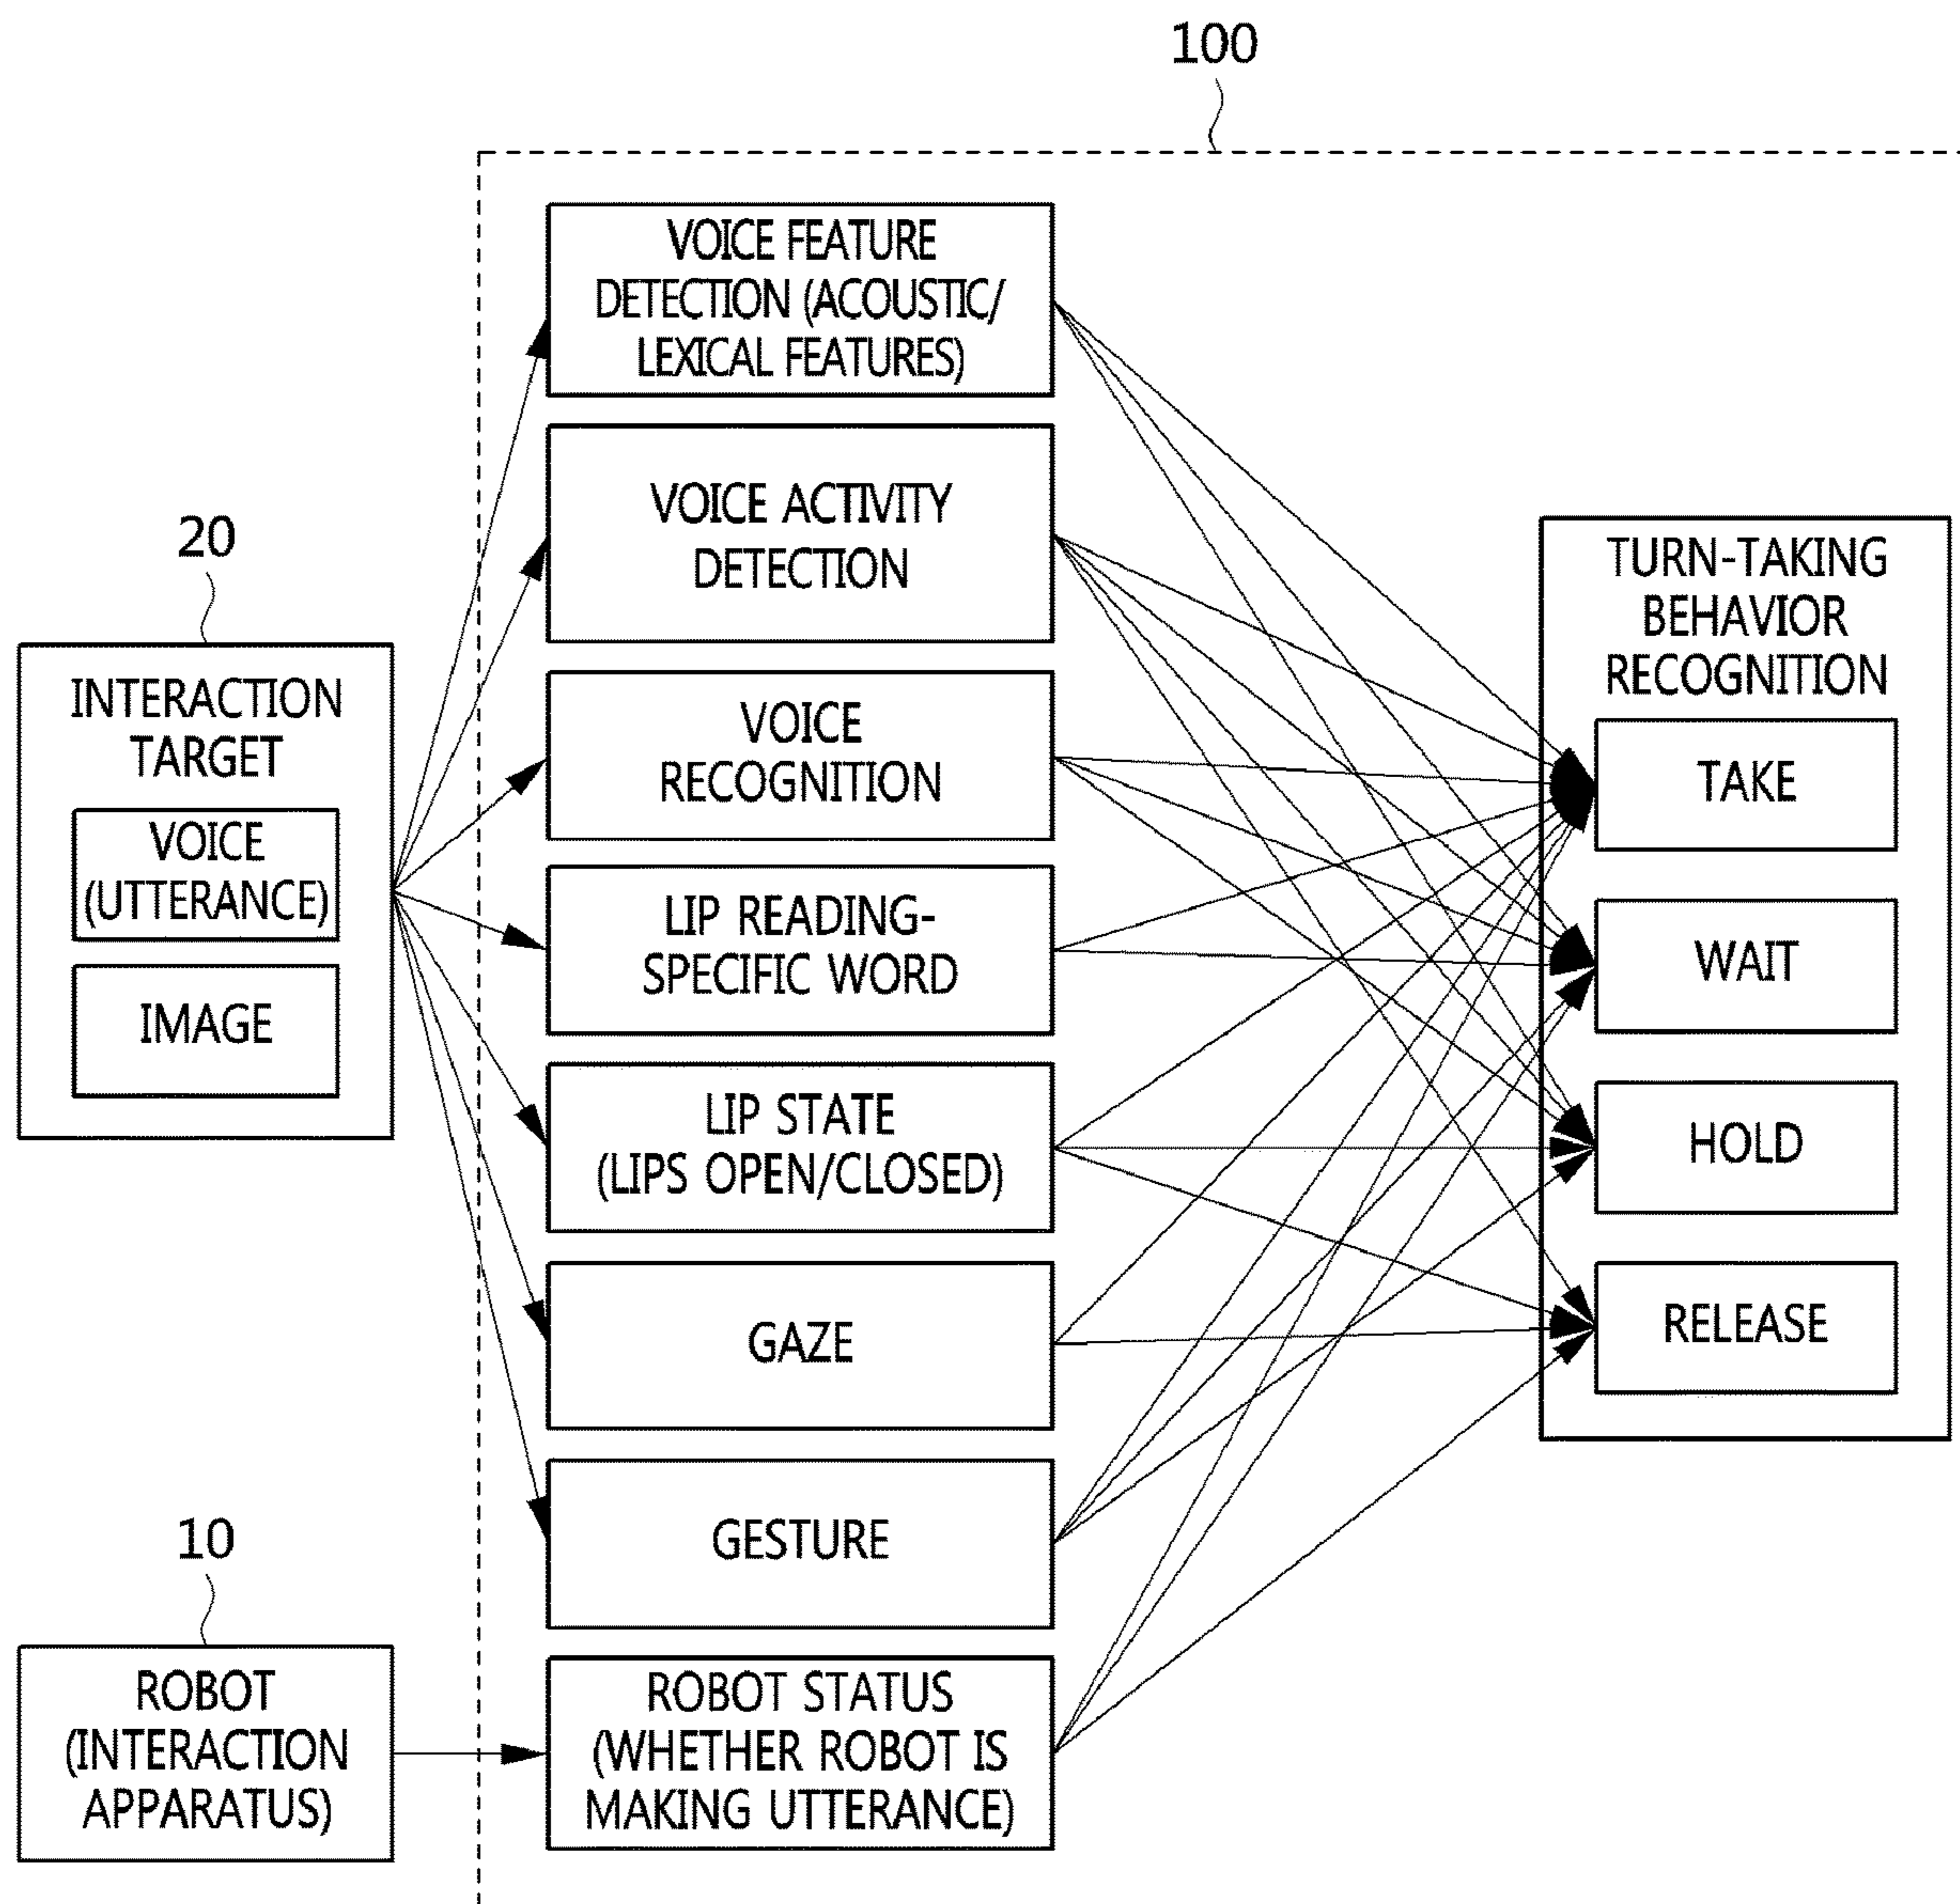 100
VOICE FEATURE
DETECTION (ACOUSTIC/
LEXICAL FEATURES)
VOICE ACTIVITY
DETECTION
VOICE
RECOGNITION
LIP READING-
SPECIFIC WORD
LIP STATE
(LIPS OPEN/CLOSED)
GAZE
GESTURE
ROBOT STATUS
(WHETHER ROBOT IS
MAKING UTTERANCE)
20
INTERACTION
TARGET
VOICE
(UTTERANCE)
IMAGE
10
ROBOT
(INTERACTION
APPARATUS)
TURN-TAKING
BEHAVIOR
RECOGNITION
TAKE
WAIT
HOLD
RELEASE